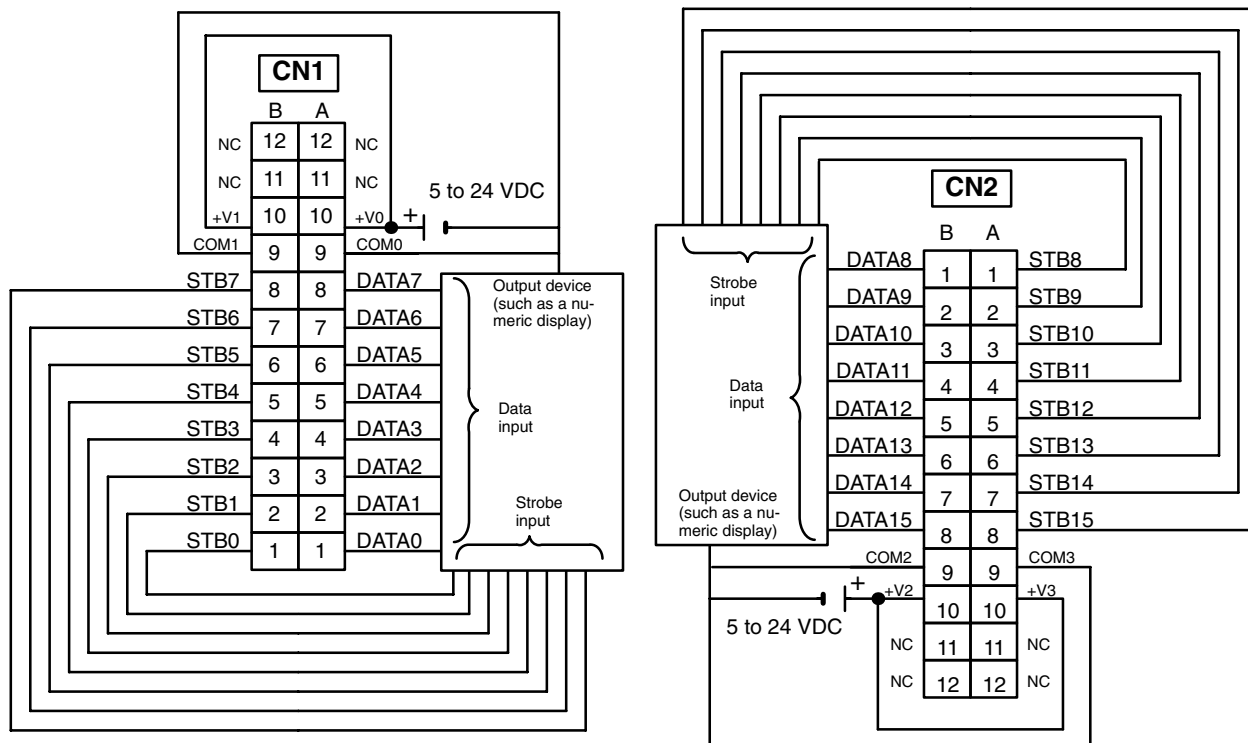 CN1
B A
NC 12 12 NC
NC 11 11 NC
5 to 24 VDC
+V1 10 10 +V0 +
COM1 9 9 COM0
STB7 8 8 DATA7
Output device
(such as a nu-
meric display)
STB6 7 7 DATA6
STB5 6 6 DATA5
STB4 5 5 DATA4
Data
input
STB3 4 4 DATA3
STB2 3 3 DATA2
STB1 2 2 DATA1
Strobe
input
STB0 1 1 DATA0
CN2
B A
Strobe
input
DATA8 1 1 STB8
DATA9 2 2 STB9
DATA10 3 3 STB10
DATA11 4 4 STB11
Data
input
DATA12 5 5 STB12
DATA13 6 6 STB13
DATA14 7 7 STB14
Output device
(such as a nu-
meric display)
DATA15 8 8 STB15
COM2 9 9 COM3
+ +V2 10 10 +V3
5 to 24 VDC
NC 11 11 NC
NC 12 12 NC